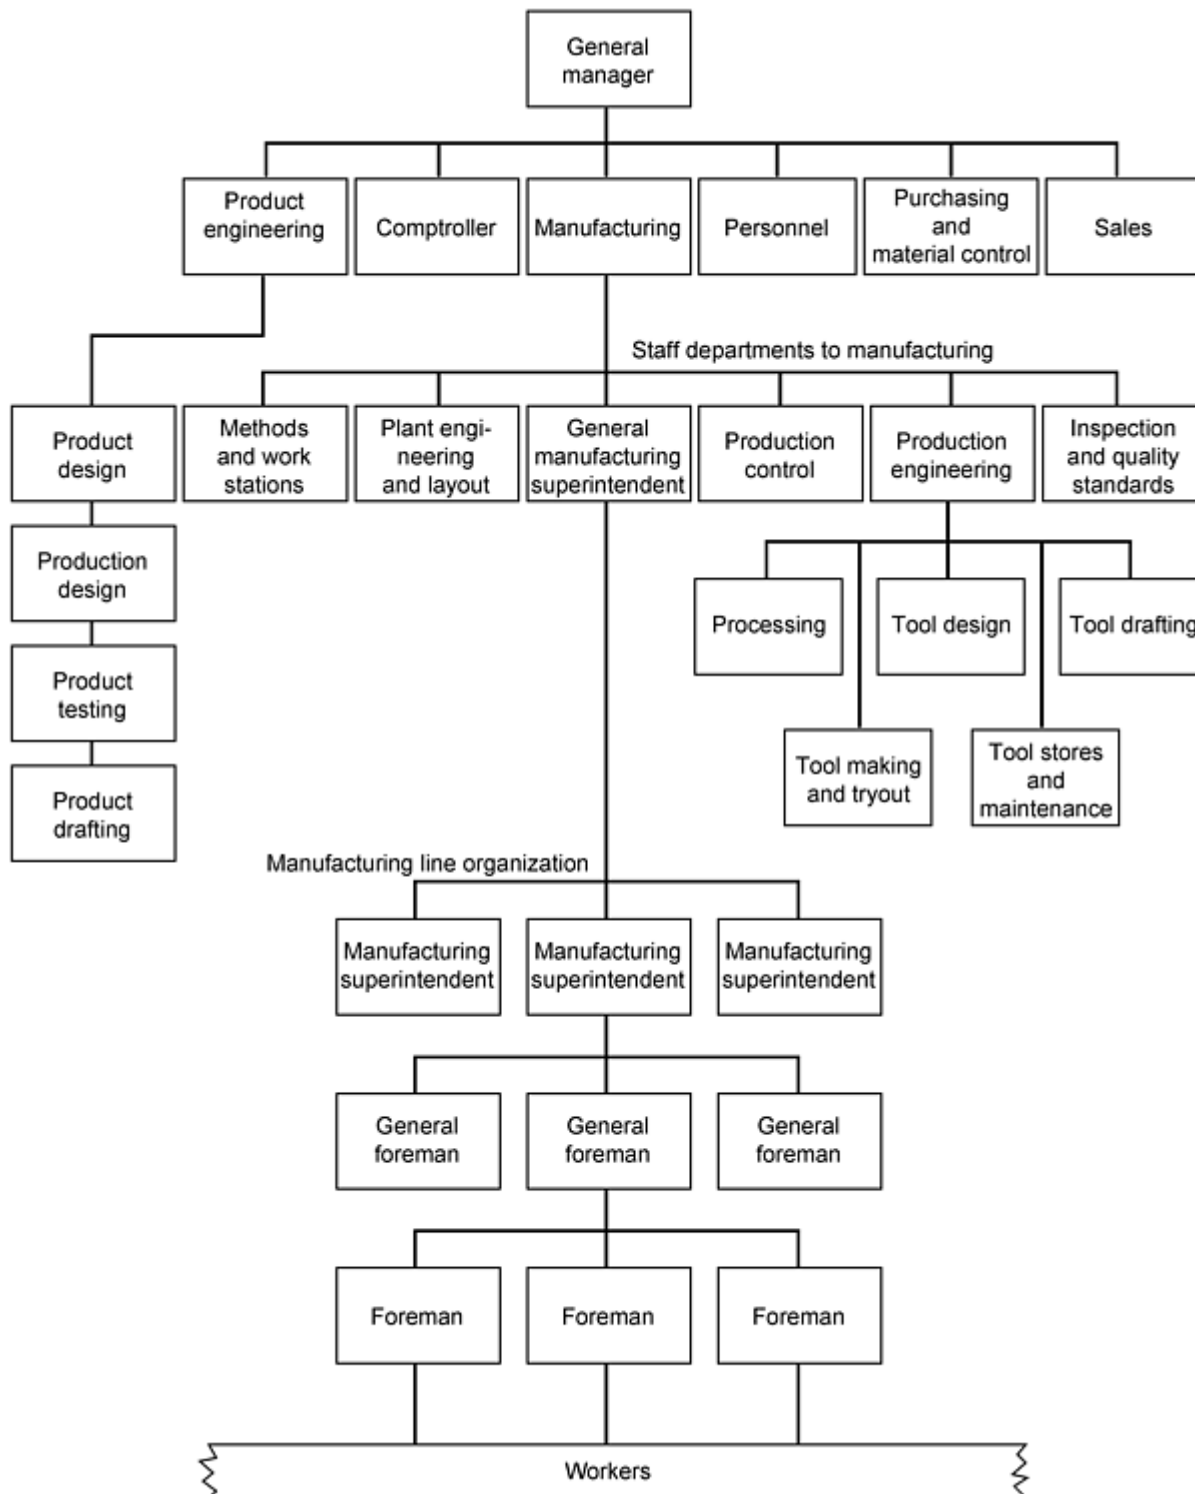 General
manager
Product
engineering
Comptroller
Manufacturing
Personnel
Purchasing
and
material control
Sales
Staff departments to manufacturing
Product
design
Methods
and work
stations
Plant engi-
neering
and layout
General
manufacturing
superintendent
Production
control
Production
engineering
Inspection
and quality
standards
Production
design
Processing
Tool design
Tool drafting
Product
testing
Tool making
and tryout
Tool stores
and
maintenance
Product
drafting
Manufacturing line organization
Manufacturing
superintendent
Manufacturing
superintendent
Manufacturing
superintendent
General
foreman
General
foreman
General
foreman
Foreman
Foreman
Foreman
Workers